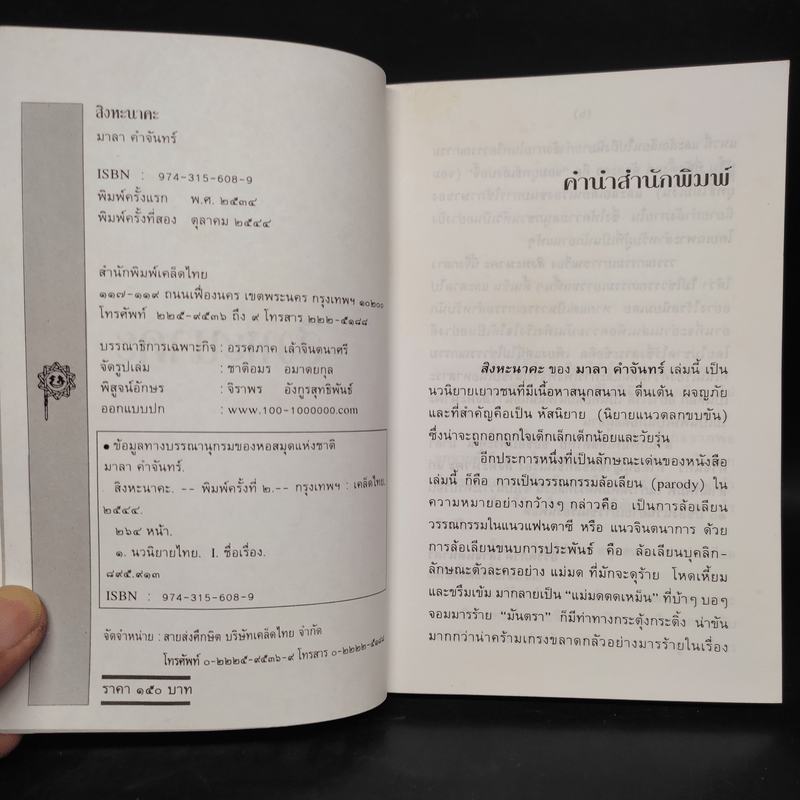 สิงหะนาคะ
มาลา คำจันทร์
ISBN : 974-315-608-9
พิมพ์ครั้งแรก พ.ศ. ๒๕๓๔
พิมพ์ครั้งที่สอง ตุลาคม ๒๕๔๔
สำนักพิมพ์เคล็ดไทย
๑๑๗-๑๑๙ ถนนเฟื่องนคร เขตพระนคร กรุงเทพฯ ๑๐๒๐๐
โทรศัพท์ ๒๒๕-๙๕๓๖ ถึง ๙ โทรสาร ๒๒๒-๕๑๘๘
บรรณาธิการเฉพาะกิจ : อรรคภาค เล้าจินตนาศรี
จัดรูปเล่ม : ชาติอมร อมาตยกุล
พิสูจน์อักษร : จิราพร อังกูรสุทธิพันธ์
ออกแบบปก : www.100-1000000.com
• ข้อมูลทางบรรณานุกรมของหอสมุดแห่งชาติ
มาลา คำจันทร์.
สิงหะนาคะ. -- พิมพ์ครั้งที่ ๒.-- กรุงเทพฯ : เคล็ดไทย,
๒๕๔๔.
๒๖๔ หน้า.
๑. นวนิยายไทย. I. ชื่อเรื่อง.
๘๙๕.๙๑๓
ISBN : 974-315-608-9
จัดจำหน่าย : สายส่งศึกษิต บริษัทเคล็ดไทย จำกัด
โทรศัพท์ ๐-๒๒๒๕-๙๕๓๖-๙ โทรสาร ๐-๒๒๒๒-๕๑๘๘
ราคา ๑๕๐ บาท
คำนำสำนักพิมพ์
สิงหะนาคะ ของ มาลา คำจันทร์ เล่มนี้ เป็น
นวนิยายเยาวชนที่มีเนื้อหาสนุกสนาน ตื่นเต้น ผจญภัย
และที่สำคัญคือเป็น หัสนิยาย (นิยายแนวตลกขบขัน)
ซึ่งน่าจะถูกอกถูกใจเด็กเล็กเด็กน้อยและวัยรุ่น
อีกประการหนึ่งที่เป็นลักษณะเด่นของหนังสือ
เล่มนี้ ก็คือ การเป็นวรรณกรรมล้อเลียน (parody) ใน
ความหมายอย่างกว้างๆ กล่าวคือ เป็นการล้อเลียน
วรรณกรรมในแนวแฟนตาซี หรือ แนวจินตนาการ ด้วย
การล้อเลียนขนบการประพันธ์ คือ ล้อเลียนบุคลิก-
ลักษณะตัวละครอย่าง แม่มด ที่มักจะดุร้าย โหดเหี้ยม
และขรึมเข้ม มากลายเป็น “แม่มดตดเหม็น” ที่บ้าๆ บอๆ
จอมมารร้าย “มันตรา” ก็มีท่าทางกระตุ้งกระติ้ง น่าขัน
มากกว่าน่าคร้ามเกรงขลาดกลัวอย่างมารร้ายในเรื่อง